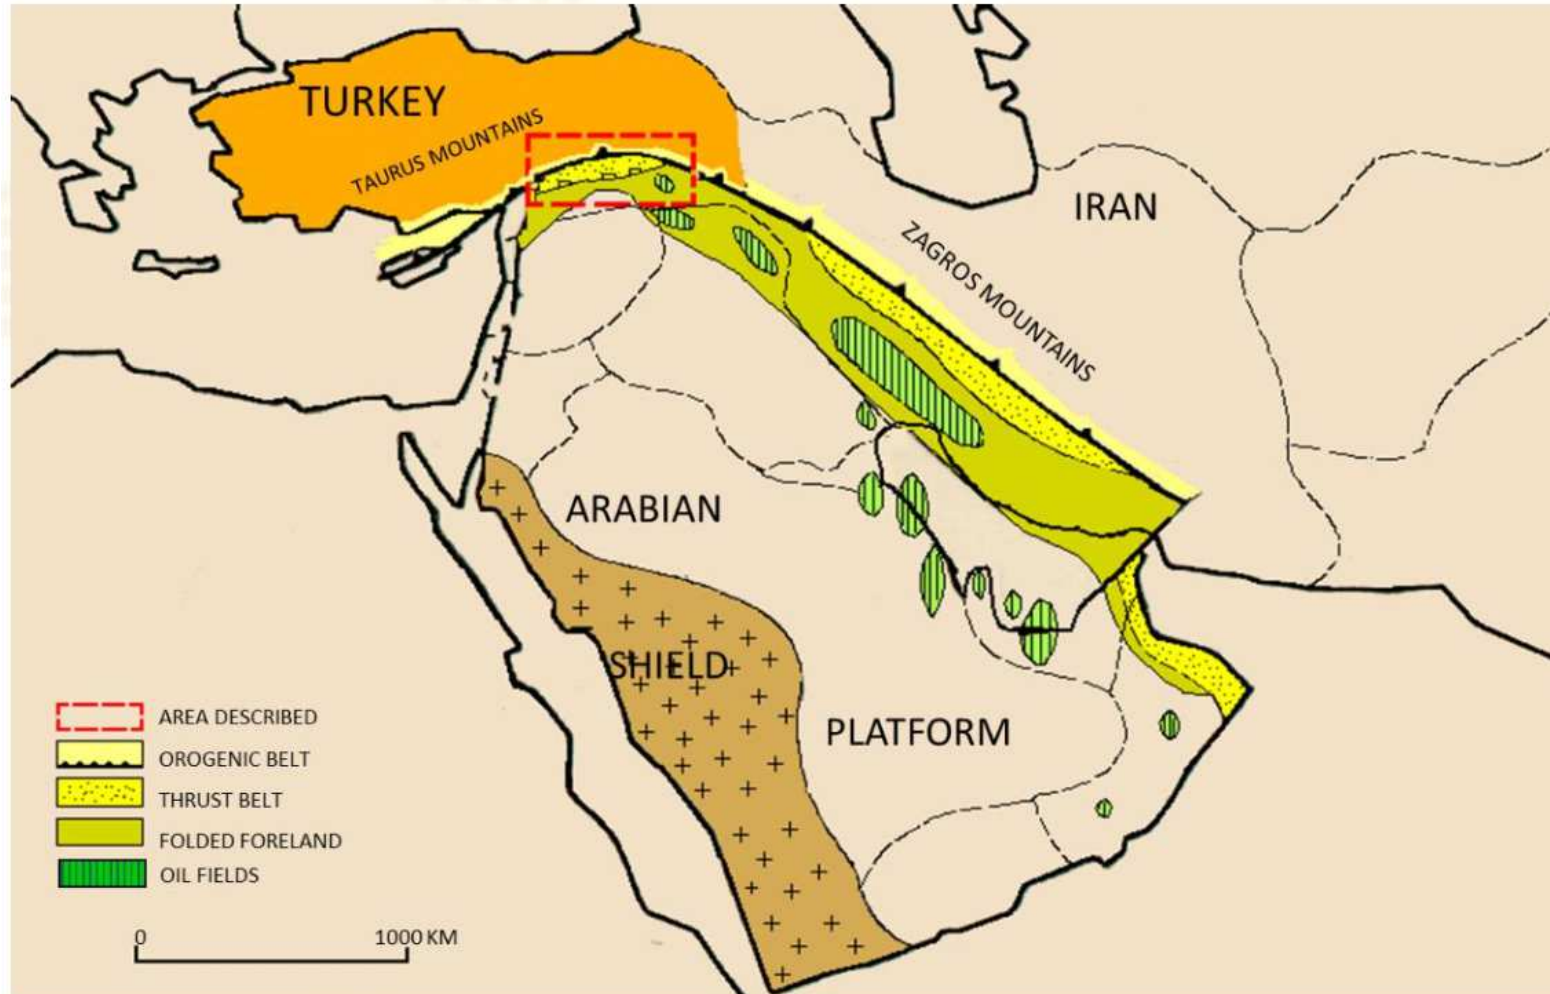 TURKEY
TAURUS MOUNTAINS
IRAN
ZAGROS MOUNTAINS
ARABIAN
SHIELD
PLATFORM
AREA DESCRIBED
OROGENIC BELT
THRUST BELT
FOLDED FORELAND
OIL FIELDS
0 1000 KM